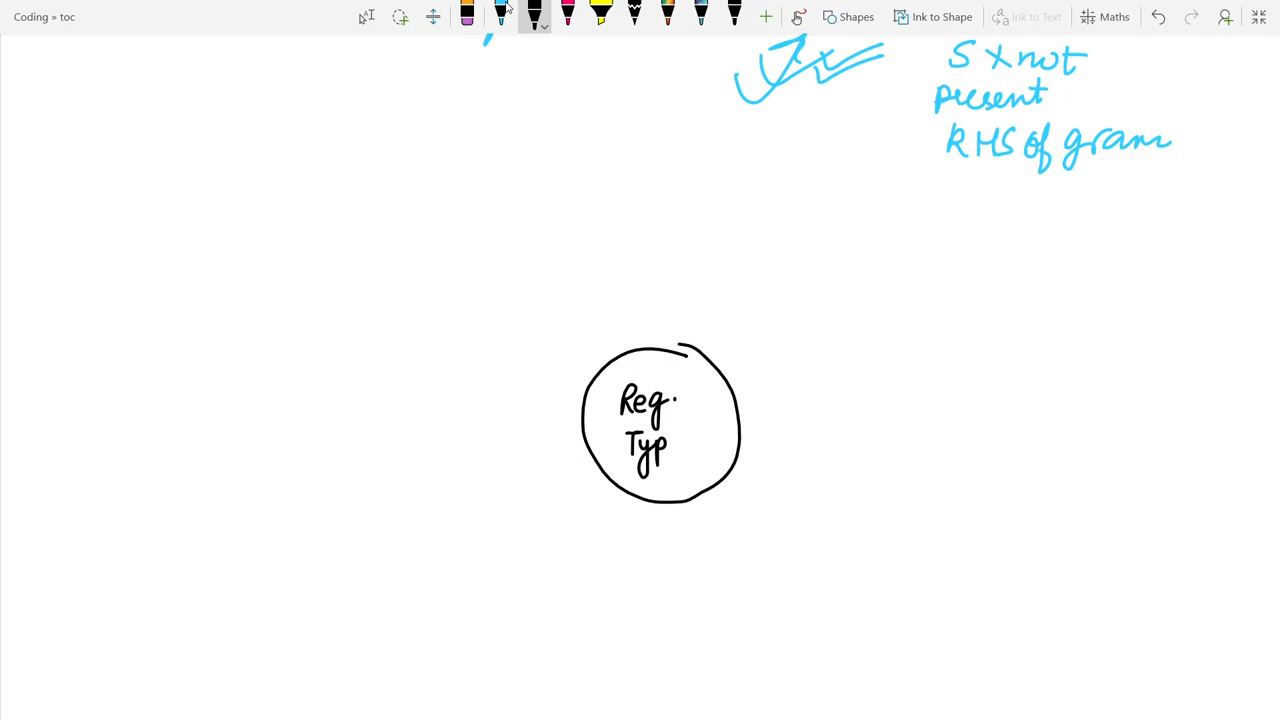 Coding » toc
Shapes
Ink to Shape
Ink to Text
Maths
S X not
present
RHS of gram
Reg.
Typ